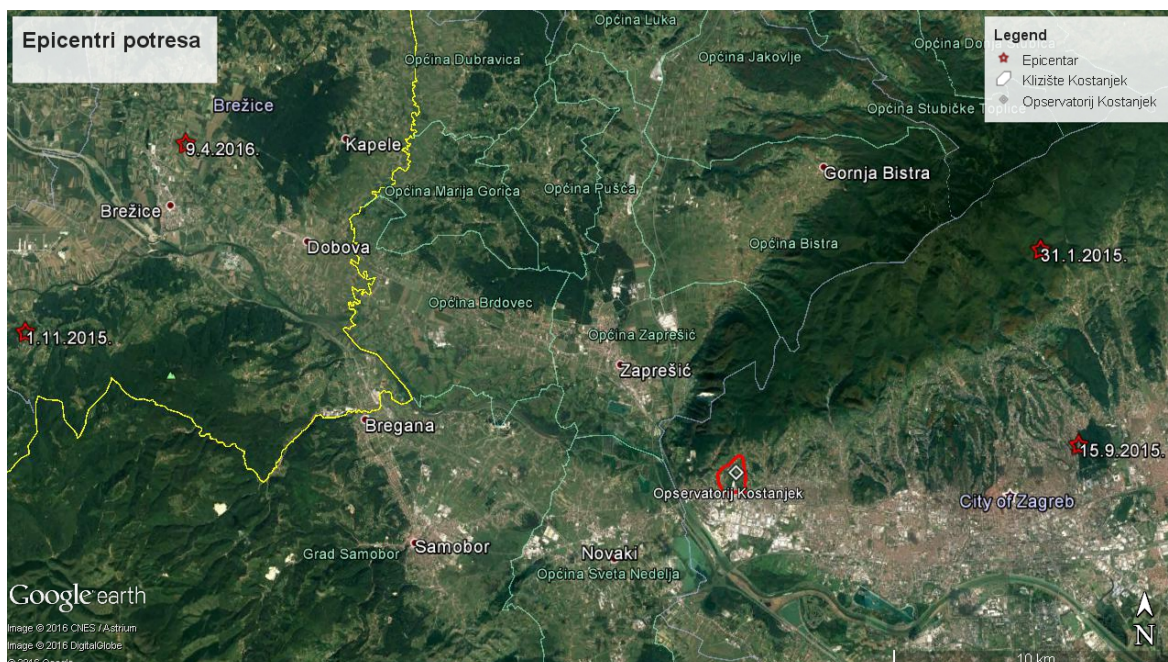 Epicentri potresa
Legend
Epicentar
Klizište Kostanjek
Opservatorij Kostanjek
Općina Luka
Općina Dubravica
Općina Jakovlje
Općina Donja Stubica
Brežice
Općina Stubičke Toplice
9.4.2016.
Kapele
Gornja Bistra
Općina Marija Gorica
Općina Pušća
Brežice
Dobova
Općina Bistra
31.1.2015.
Općina Brdovec
1.11.2015.
Općina Zaprešić
Zaprešić
Bregana
15.9.2015.
Opservatorij Kostanjek
City of Zagreb
Grad Samobor
Samobor
Novaki
Općina Sveta Nedelja
Google earth
Image © 2016 CNES / Astrium
Image © 2016 DigitalGlobe
© 2016 Google
N
10 km